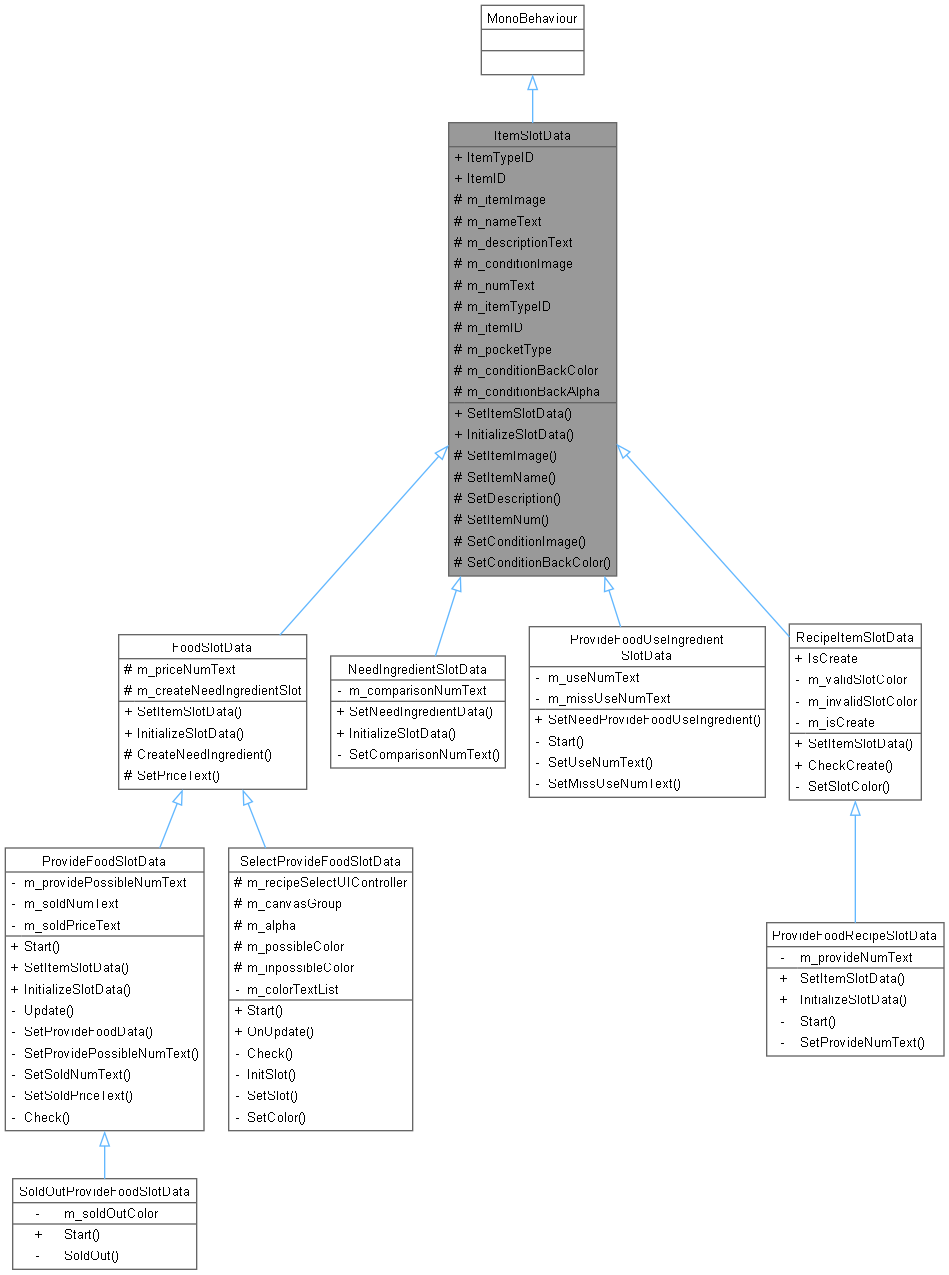 MonoBehaviour
ItemSlotData
+ ItemTypeID
+ ItemID
# m_itemImage
# m_nameText
# m_descriptionText
# m_conditionImage
# m_numText
# m_itemTypeID
# m_itemID
# m_pocketType
# m_conditionBackColor
# m_conditionBackAlpha
+ SetItemSlotData()
+ InitializeSlotData()
# SetItemImage()
# SetItemName()
# SetDescription()
# SetItemNum()
# SetConditionImage()
# SetConditionBackColor()
FoodSlotData
# m_priceNumText
# m_createNeedIngredientSlot
+ SetItemSlotData()
+ InitializeSlotData()
# CreateNeedIngredient()
# SetPriceText()
NeedIngredientSlotData
- m_comparisonNumText
+ SetNeedIngredientData()
+ InitializeSlotData()
- SetComparisonNumText()
ProvideFoodUseIngredient
SlotData
- m_useNumText
- m_missUseNumText
+ SetNeedProvideFoodUseIngredient()
- Start()
- SetUseNumText()
- SetMissUseNumText()
RecipeItemSlotData
+ IsCreate
- m_validSlotColor
- m_invalidSlotColor
- m_isCreate
+ SetItemSlotData()
+ CheckCreate()
- SetSlotColor()
ProvideFoodSlotData
- m_providePossibleNumText
- m_soldNumText
- m_soldPriceText
+ Start()
+ SetItemSlotData()
+ InitializeSlotData()
- Update()
- SetProvideFoodData()
- SetProvidePossibleNumText()
- SetSoldNumText()
- SetSoldPriceText()
- Check()
SelectProvideFoodSlotData
# m_recipeSelectUIController
# m_canvasGroup
# m_alpha
# m_possibleColor
# m_inpossibleColor
- m_colorTextList
+ Start()
+ OnUpdate()
- Check()
- InitSlot()
- SetSlot()
- SetColor()
ProvideFoodRecipeSlotData
- m_provideNumText
+ SetItemSlotData()
+ InitializeSlotData()
- Start()
- SetProvideNumText()
SoldOutProvideFoodSlotData
- m_soldOutColor
+ Start()
- SoldOut()